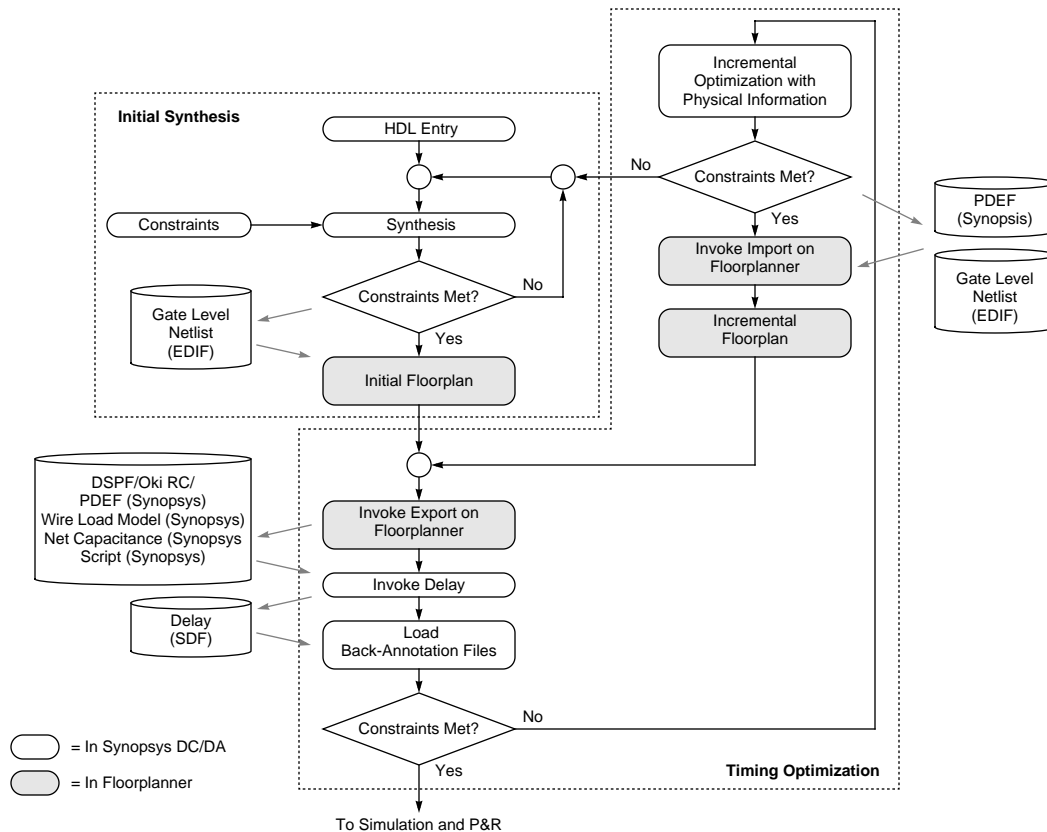 Incremental
Optimization with
Physical Information
Initial Synthesis
HDL Entry
No
Constraints Met?
Yes
PDEF
(Synopsis)
Constraints
Synthesis
Invoke Import on
Floorplanner
Constraints Met?
No
Gate Level
Netlist
(EDIF)
Gate Level
Netlist
(EDIF)
Incremental
Floorplan
Yes
Initial Floorplan
DSPF/Oki RC/
PDEF (Synopsys)
Wire Load Model (Synopsys)
Net Capacitance (Synopsys
Script (Synopsys)
Invoke Export on
Floorplanner
Invoke Delay
Delay
(SDF)
Load
Back-Annotation Files
Constraints Met?
No
= In Synopsys DC/DA
Yes
Timing Optimization
= In Floorplanner
To Simulation and P&R